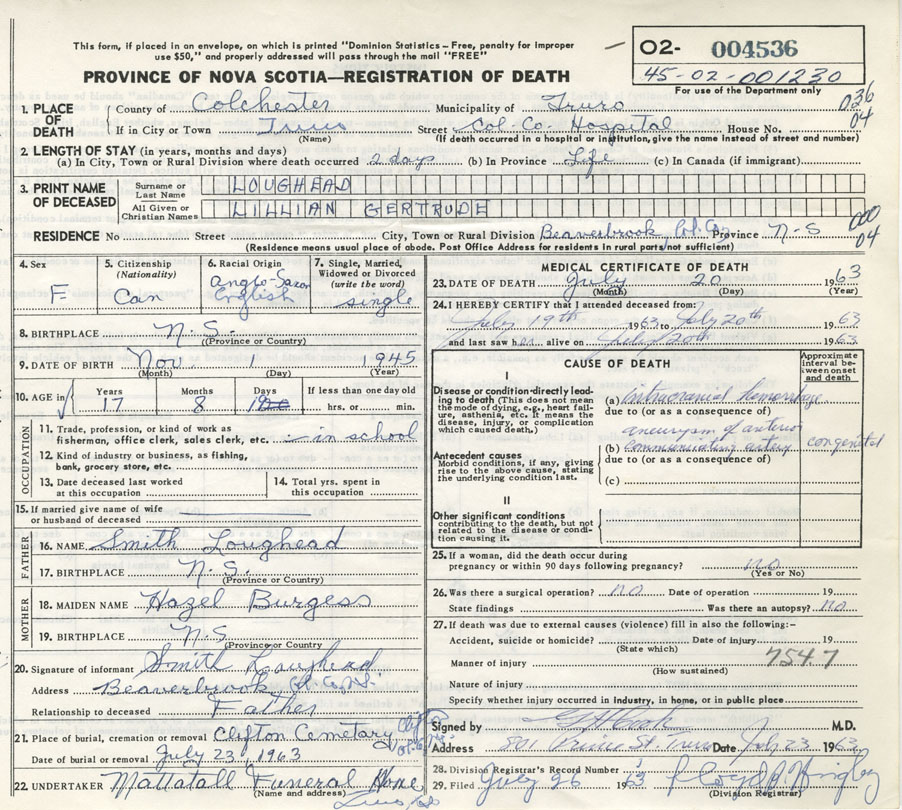 This form, if placed in an envelope, on which is printed "Dominion Statistics – Free, penalty for improper
use $50," and properly addressed will pass through the mail "FREE"
02- 004536
45-02-001230
For use of the Department only
PROVINCE OF NOVA SCOTIA—REGISTRATION OF DEATH
1. PLACE OF DEATH
County of Colchester Municipality of Truro 036
If in City or Town Truro Street Col. Co. Hospital House No. 04
(Name) (If death occurred in a hospital or institution, give the name instead of street and number)
2. LENGTH OF STAY (in years, months and days)
(a) In City, Town or Rural Division where death occurred 2 days (b) In Province Life (c) In Canada (if immigrant)
3. PRINT NAME OF DECEASED
Surname or Last Name LOUGHEAD
All Given or Christian Names LILLIAN GERTRUDE
000
RESIDENCE No Street City, Town or Rural Division Beaverbrook, Col. Co. Province N-S 04
(Residence means usual place of abode. Post Office Address for residents in rural parts not sufficient)
4. Sex F
5. Citizenship (Nationality) Can
6. Racial Origin Anglo-Saxon English
7. Single, Married, Widowed or Divorced (write the word) single
8. BIRTHPLACE N.S.
(Province or Country)
9. DATE OF BIRTH Nov. 1 1945
(Month) (Day) (Year)
10. AGE in Years 17 Months 8 Days 19 If less than one day old hrs. or min.
OCCUPATION
11. Trade, profession, or kind of work as
fisherman, office clerk, sales clerk, etc. in school
12. Kind of industry or business, as fishing,
bank, grocery store, etc.
13. Date deceased last worked at this occupation
14. Total yrs. spent in this occupation
15. If married give name of wife
or husband of deceased
FATHER
16. NAME Smith Loughead
17. BIRTHPLACE N.S.
(Province or Country)
MOTHER
18. MAIDEN NAME Hazel Burgess
19. BIRTHPLACE N.S
(Province or Country)
20. Signature of informant Smith Loughead
Address Beaverbrook, Col. Co, N.S.
Relationship to deceased Father
21. Place of burial, cremation or removal Clifton Cemetary
Date of burial or removal July 23, 1963
22. UNDERTAKER Mattatall Funeral Home
(Name and address)
MEDICAL CERTIFICATE OF DEATH
23. DATE OF DEATH July 20 1963
(Month) (Day) (Year)
24. I HEREBY CERTIFY that I attended deceased from:
July 19th 1963 to July 20th 1963
and last saw her alive on July 20th 1963
CAUSE OF DEATH
Approximate interval between onset and death
I
Disease or condition directly leading to death (This does not mean
the mode of dying, e.g., heart failure, asthenia, etc. It means the
disease, injury, or complication which caused death.)
(a) Intracranial Hemorrhage
due to (or as a consequence of)
aneurysm of anterior
(b) communicating artery congenital
due to (or as a consequence of)
(c)
Antecedent causes
Morbid conditions, if any, giving
rise to the above cause, stating
the underlying condition last.
II
Other significant conditions
contributing to the death, but not
related to the disease or condition causing it.
25. If a woman, did the death occur during
pregnancy or within 90 days following pregnancy? no
(Yes or No)
26. Was there a surgical operation? no Date of operation 19
State findings Was there an autopsy? no
27. If death was due to external causes (violence) fill in also the following:–
Accident, suicide or homicide? Date of injury 19
(State which)
Manner of injury 754.7
(How sustained)
Nature of injury
Specify whether injury occurred in industry, in home, or in public place
Signed by M.D.
Address 801 Prince St. Truro Date July 23 1963
28. Division Registrar's Record Number
29. Filed July 26 1963
(Division Registrar)